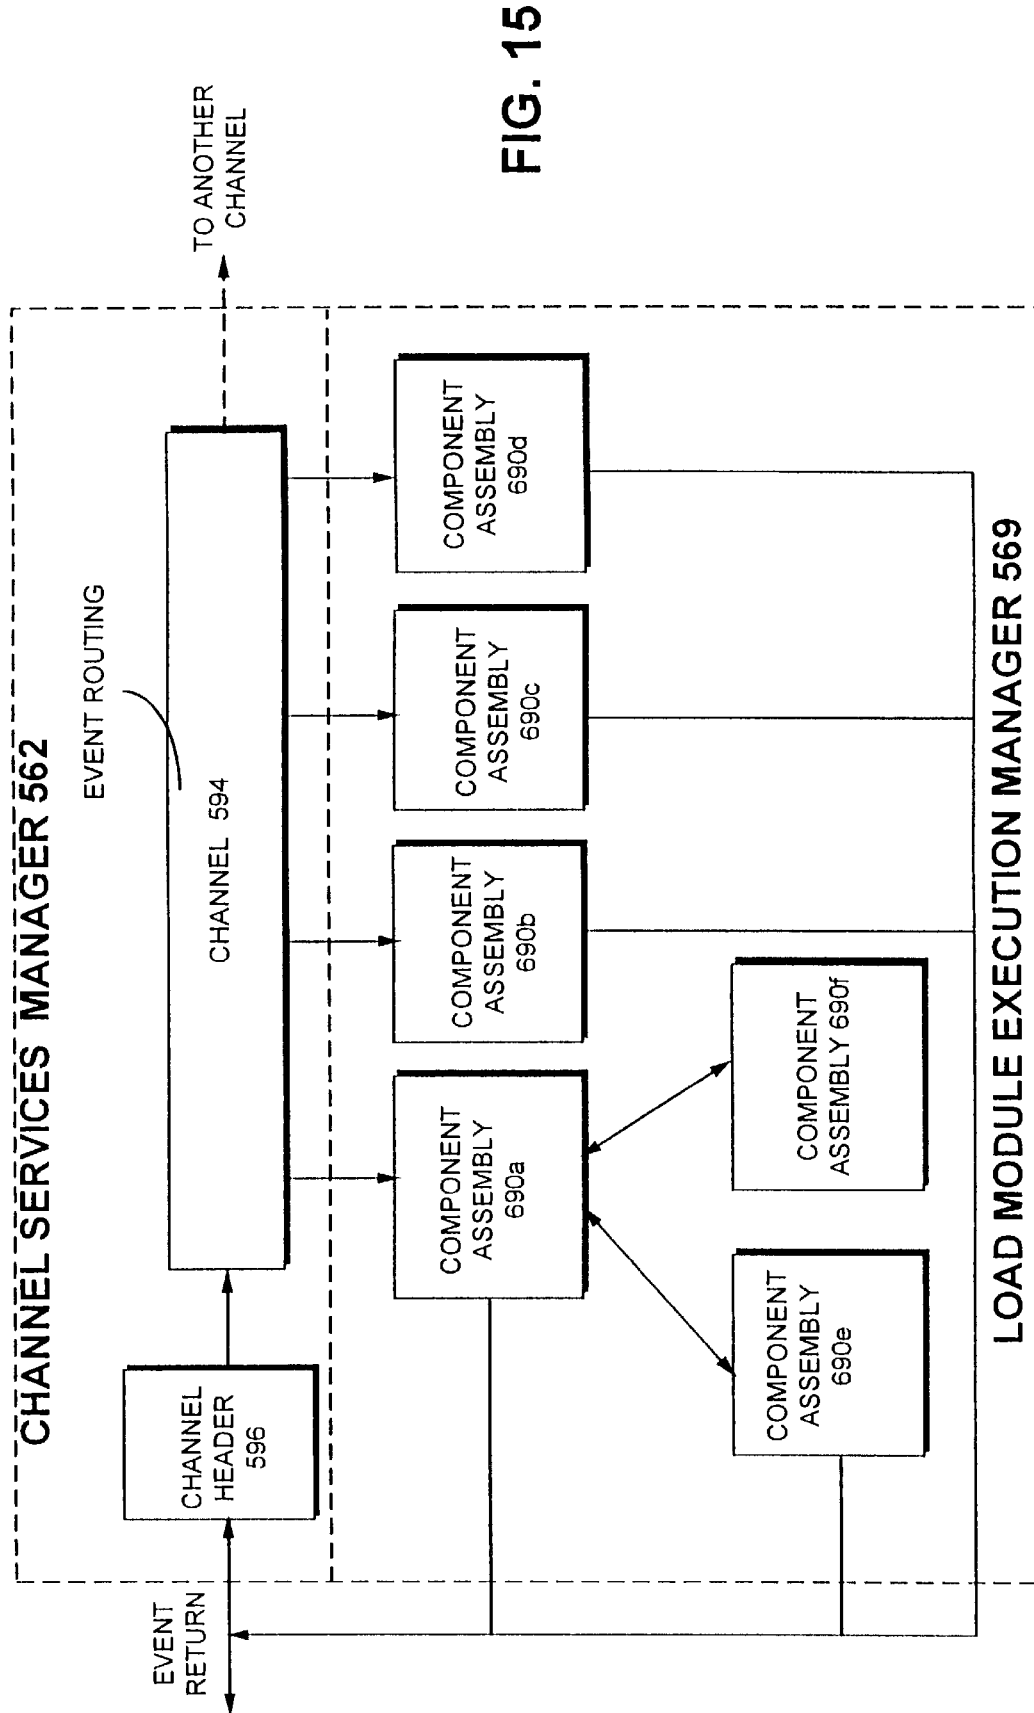 CHANNEL SERVICES MANAGER 562
EVENT ROUTING
TO ANOTHER
CHANNEL
EVENT
RETURN
CHANNEL
HEADER
596
CHANNEL 594
COMPONENT
ASSEMBLY
690a
COMPONENT
ASSEMBLY
690b
COMPONENT
ASSEMBLY
690c
COMPONENT
ASSEMBLY
690d
COMPONENT
ASSEMBLY
690e
COMPONENT
ASSEMBLY 690f
LOAD MODULE EXECUTION MANAGER 569
FIG. 15